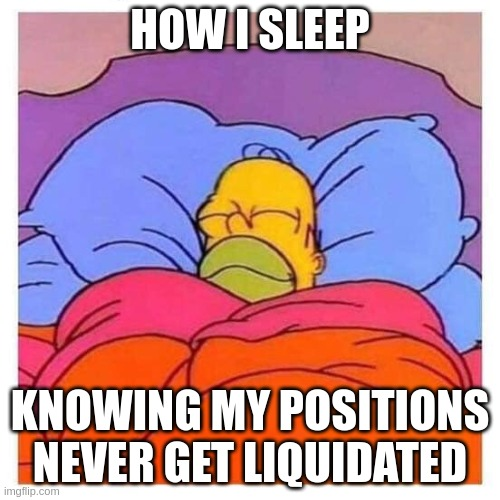 HOW I SLEEP
KNOWING MY POSITIONS
NEVER GET LIQUIDATED
imgflip.com